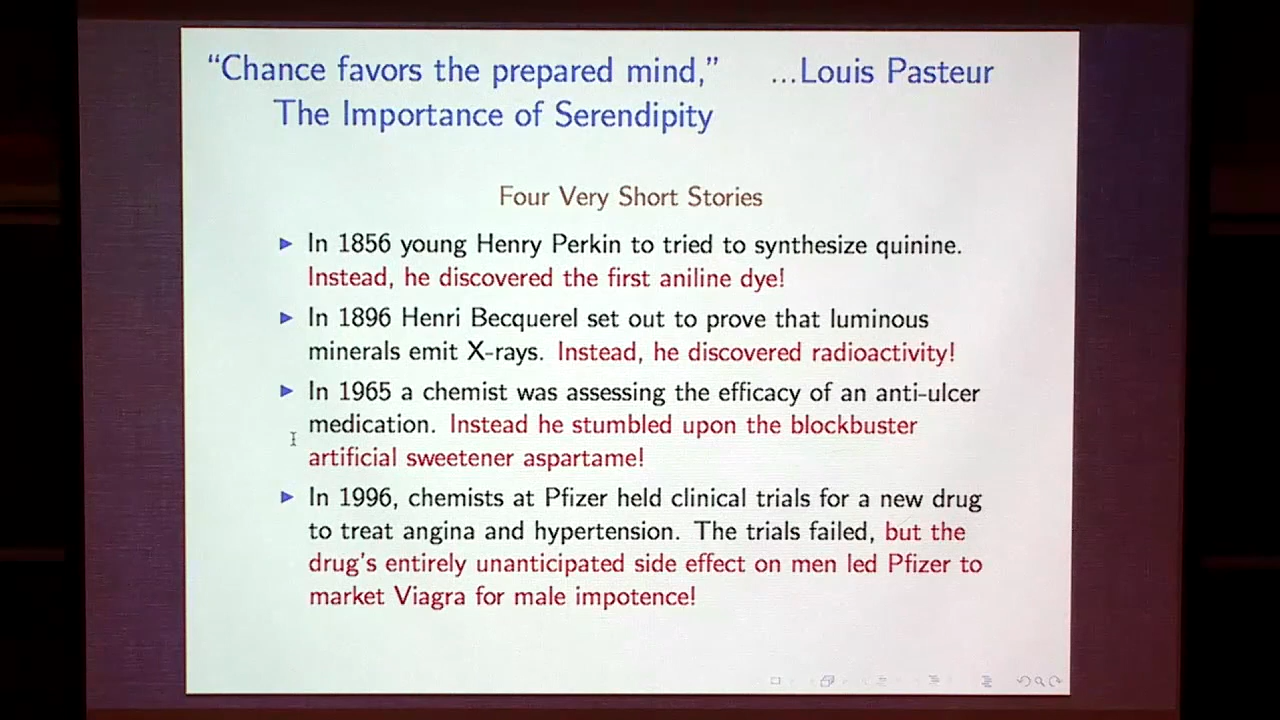 “Chance favors the prepared mind,” ...Louis Pasteur
The Importance of Serendipity
Four Very Short Stories
In 1856 young Henry Perkin to tried to synthesize quinine.
Instead, he discovered the first aniline dye!
In 1896 Henri Becquerel set out to prove that luminous
minerals emit X-rays. Instead, he discovered radioactivity!
In 1965 a chemist was assessing the efficacy of an anti-ulcer
medication. Instead he stumbled upon the blockbuster
artificial sweetener aspartame!
In 1996, chemists at Pfizer held clinical trials for a new drug
to treat angina and hypertension. The trials failed, but the
drug's entirely unanticipated side effect on men led Pfizer to
market Viagra for male impotence!